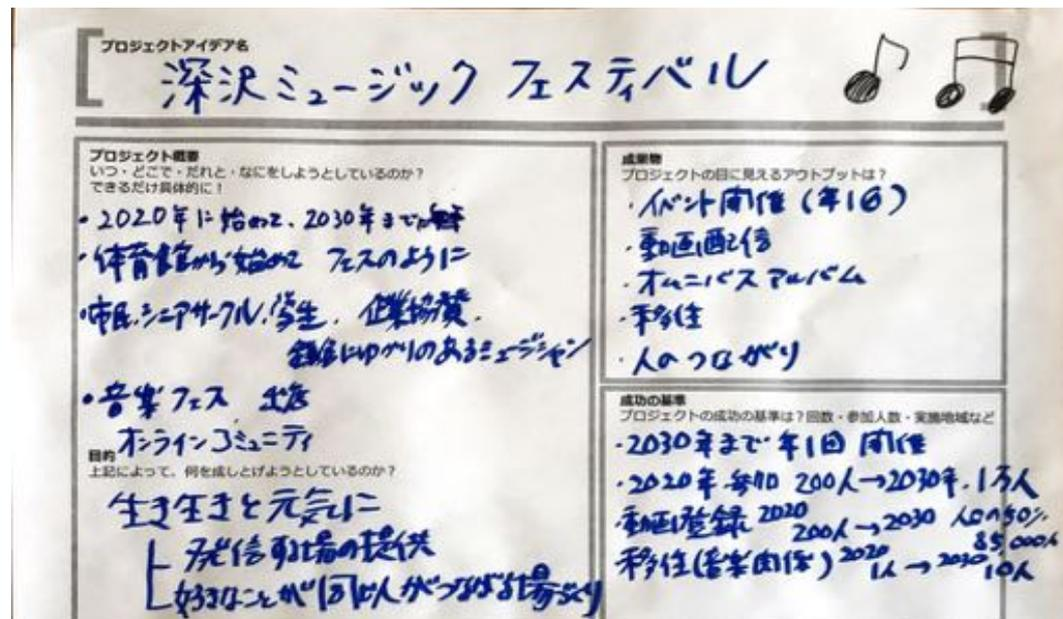 プロジェクトアイデア名
深沢ミュージック フェスティバル
プロジェクト概要
いつ・どこで・だれと・なにをしようとしているのか？
できるだけ具体的に！
・2020年に始めて、2030年まで
・体育館から始めて フェスのように
・市民、シニアサークル、学生、企業協賛、
鎌倉にゆかりのあるミュージシャン
・音楽フェス 出店
オンラインコミュニティ
目的
上記によって、何を成しとげようとしているのか？
生き生きと元気に
発信する場の提供
好きなことが同じ人がつながる場づくり
成果物
プロジェクトの目に見えるアウトプットは？
・イベント開催（年1回）
・動画配信
・オムニバスアルバム
・移住
・人のつながり
成功の基準
プロジェクトの成功の基準は？回数・参加人数・実施地域など
・2030年まで年1回開催
・2020年 参加 200人→2030年、1万人
・動画登録 2020 200人→2030 人口の50%
85,000人
移住(音楽関係) 2020 1人→2030 10人